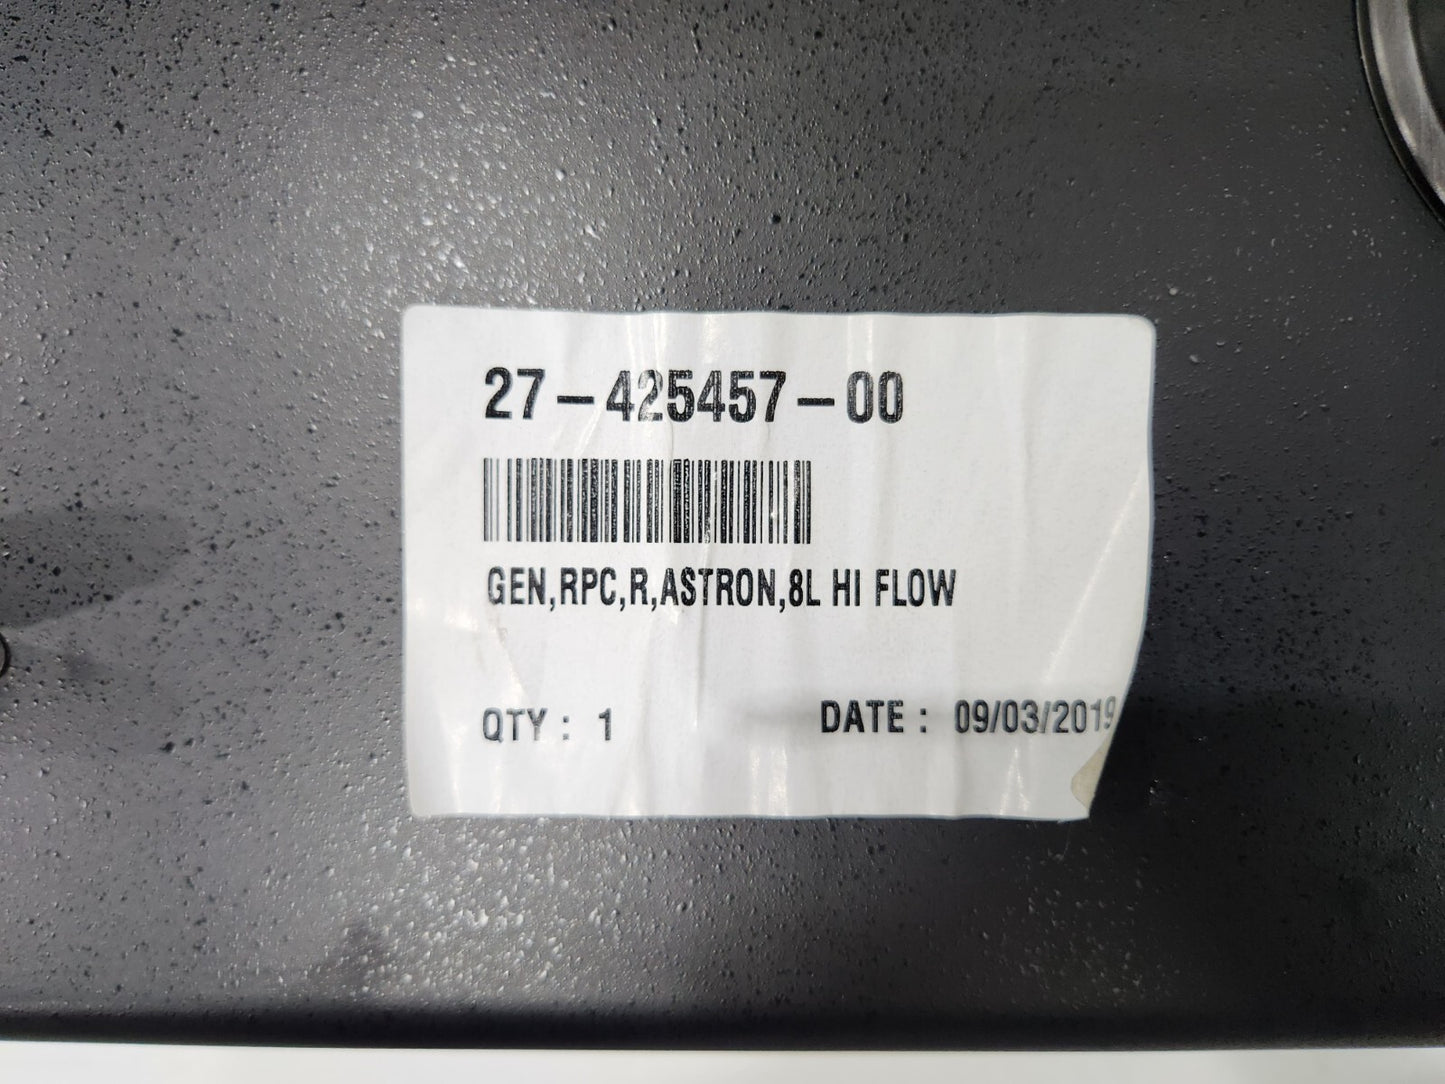 27-425457-00
GEN,RPC,R,ASTRON,8L HI FLOW
QTY : 1 DATE : 09/03/2019